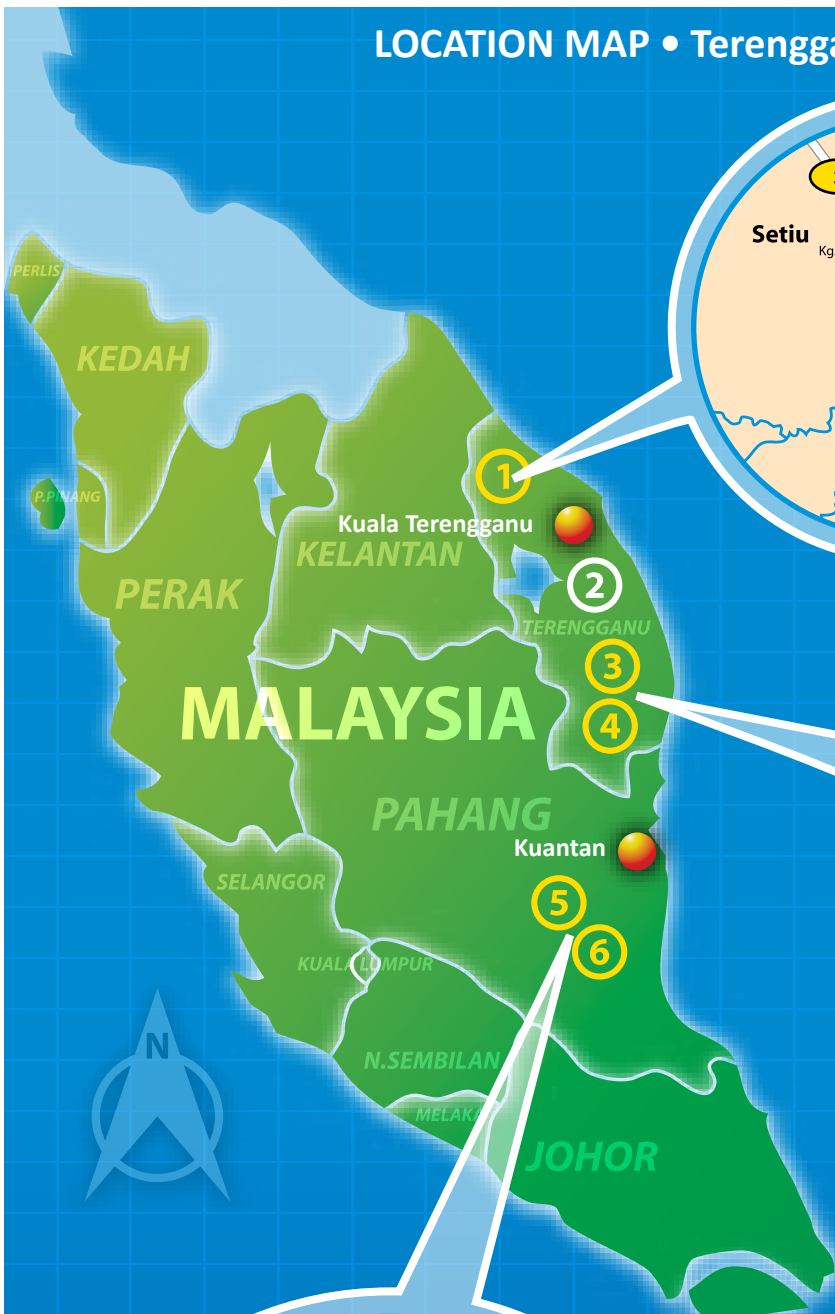 LOCATION MAP • Terengga
Setiu
Kg.
PERLIS
KEDAH
P.PINANG
1
Kuala Terengganu
KELANTAN
PERAK
2
TERENGGANU
3
MALAYSIA
4
PAHANG
Kuantan
SELANGOR
5
6
KUALA LUMPUR
N
N.SEMBILAN
MELAKA
JOHOR